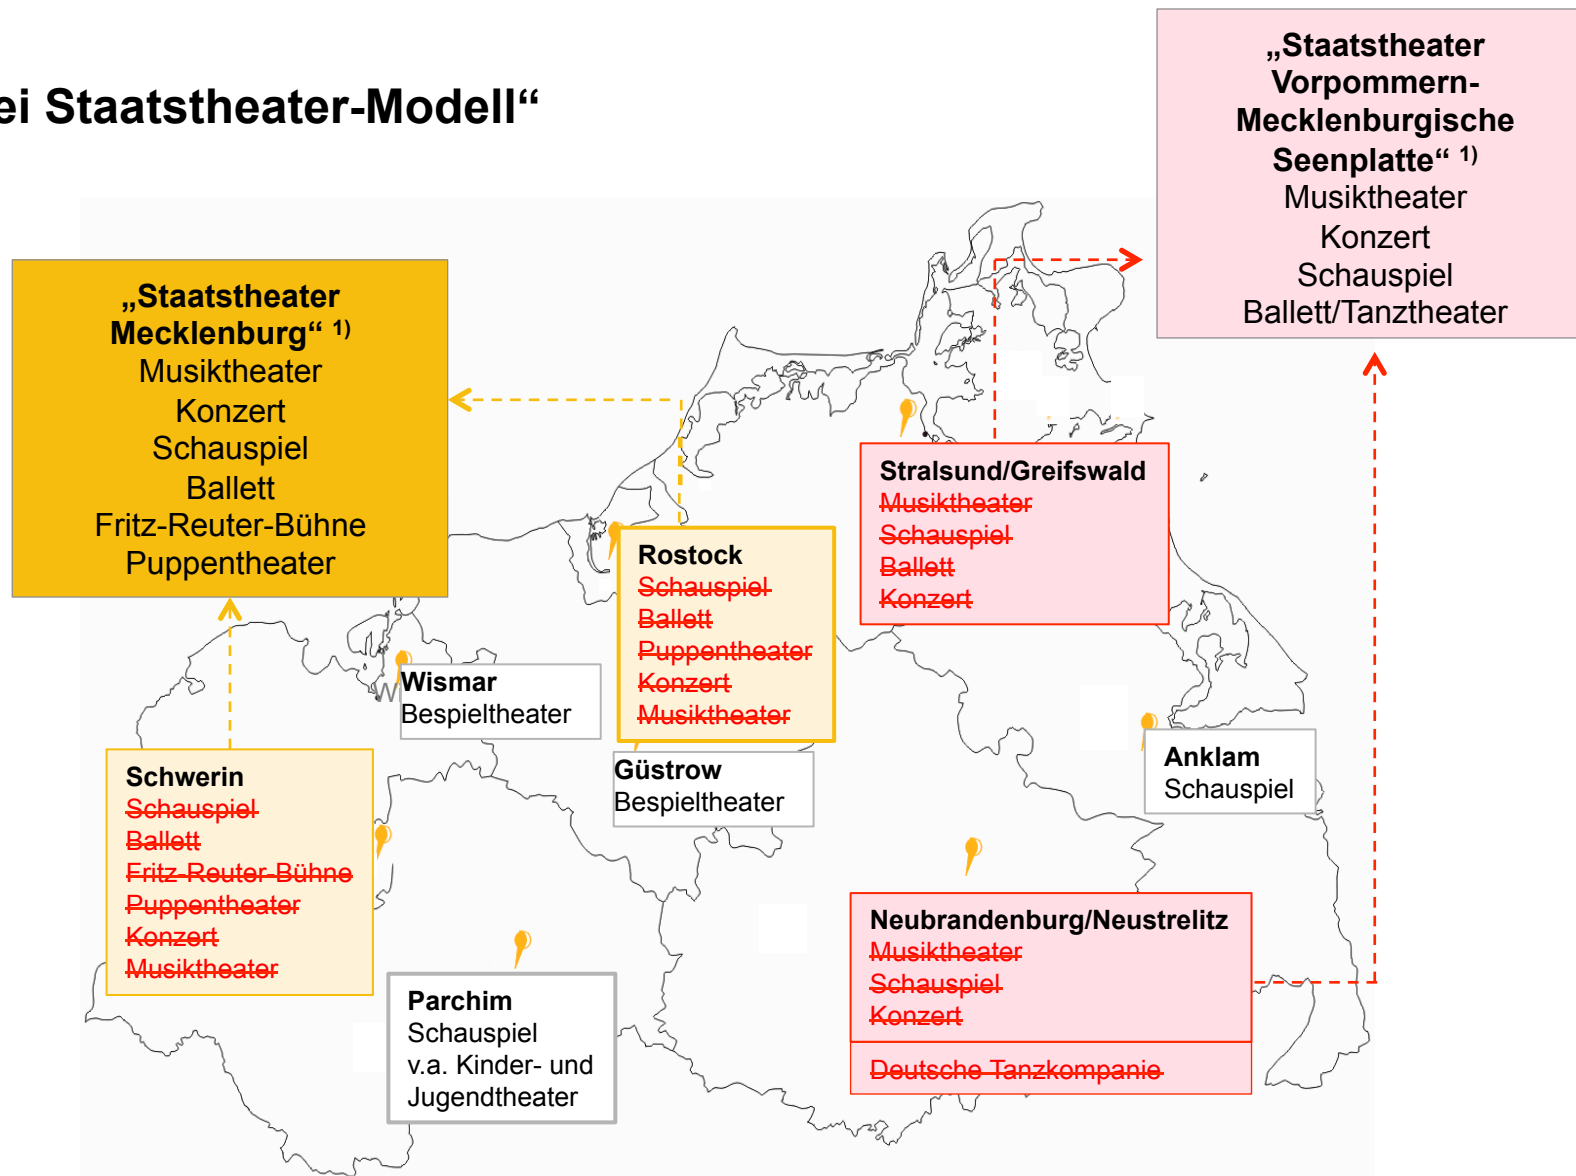 ei Staatstheater-Modell“
„Staatstheater
Vorpommern-
Mecklenburgische
Seenplatte“ 1)
Musiktheater
Konzert
Schauspiel
Ballett/Tanztheater
„Staatstheater
Mecklenburg“ 1)
Musiktheater
Konzert
Schauspiel
Ballett
Fritz-Reuter-Bühne
Puppentheater
Stralsund/Greifswald
Musiktheater
Schauspiel
Ballett
Konzert
Rostock
Schauspiel
Ballett
Puppentheater
Konzert
Musiktheater
W
Wismar
Bespieltheater
Güstrow
Bespieltheater
Anklam
Schauspiel
Schwerin
Schauspiel
Ballett
Fritz-Reuter-Bühne
Puppentheater
Konzert
Musiktheater
Parchim
Schauspiel
v.a. Kinder- und
Jugendtheater
Neubrandenburg/Neustrelitz
Musiktheater
Schauspiel
Konzert
Deutsche Tanzkompanie